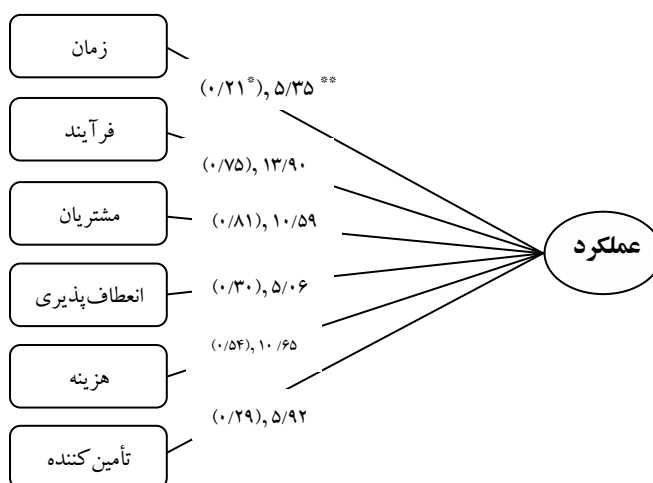 زمان
(۰/۲۱*), ۵/۳۵ **
فرآیند
(۰/۷۵), ۱۳/۹۰
مشتریان
(۰/۸۱), ۱۰/۵۹
عملکرد
انعطاف‌پذیری
(۰/۳۰), ۵/۰۶
هزینه
(۰/۵۴), ۱۰/۶۵
تأمین‌کننده
(۰/۲۹), ۵/۹۲